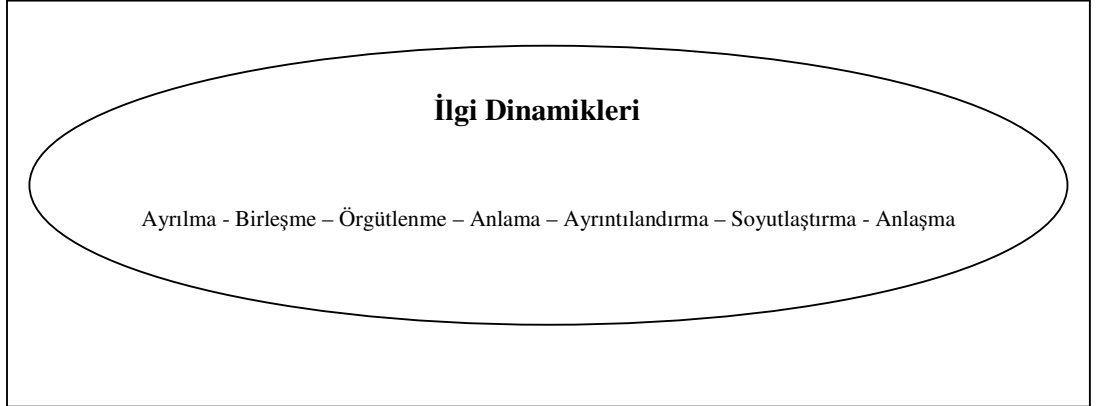 İlgi Dinamikleri
Ayrılma - Birleşme – Örgütlenme – Anlama – Ayrıntılandırma – Soyutlaştırma - Anlaşma